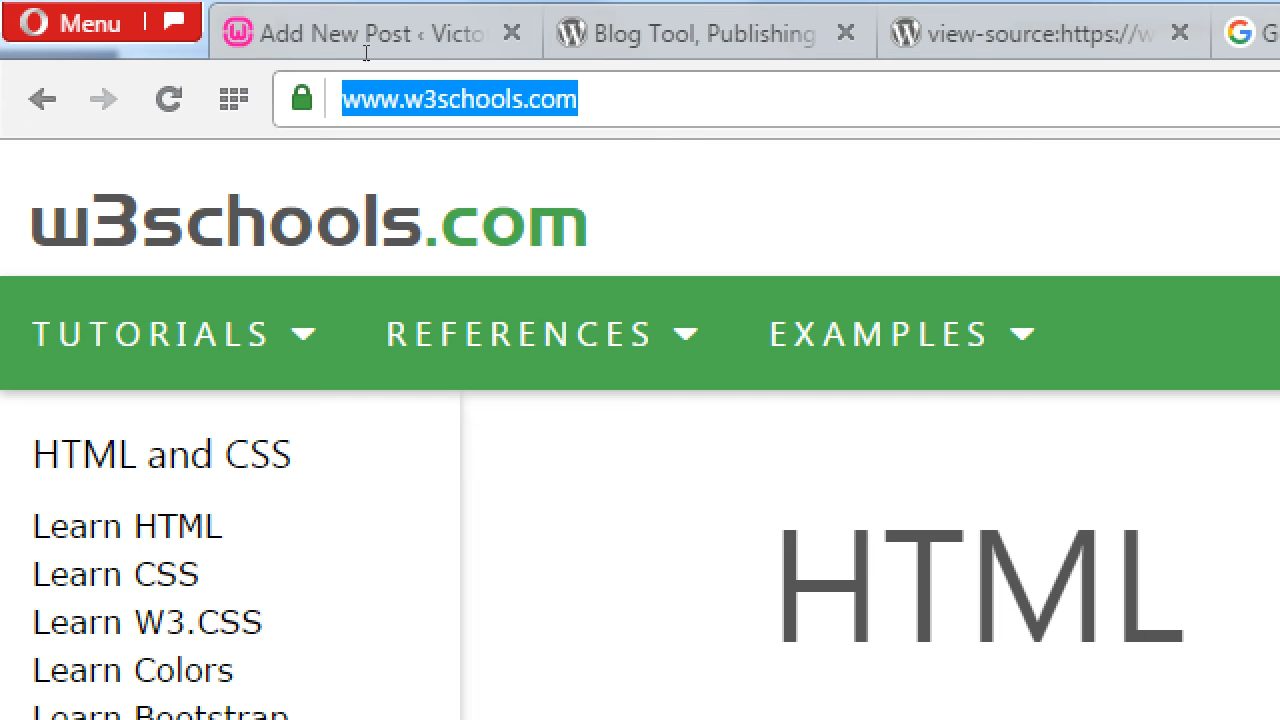 Menu
Add New Post ‹ Victo
Blog Tool, Publishing
view-source:https://w
G
www.w3schools.com
w3schools.com
TUTORIALS
REFERENCES
EXAMPLES
HTML and CSS
Learn HTML
Learn CSS
Learn W3.CSS
Learn Colors
Learn Bootstrap
HTML